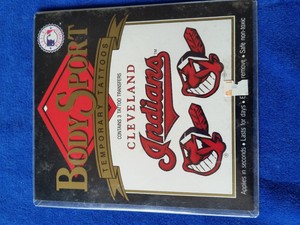 BODY SPORT
TEMPORARY TATTOOS
CONTAINS 3 TATTOO TRANSFERS
CLEVELAND
Indians
Applies in seconds • Lasts for days • remove • Safe non-toxic